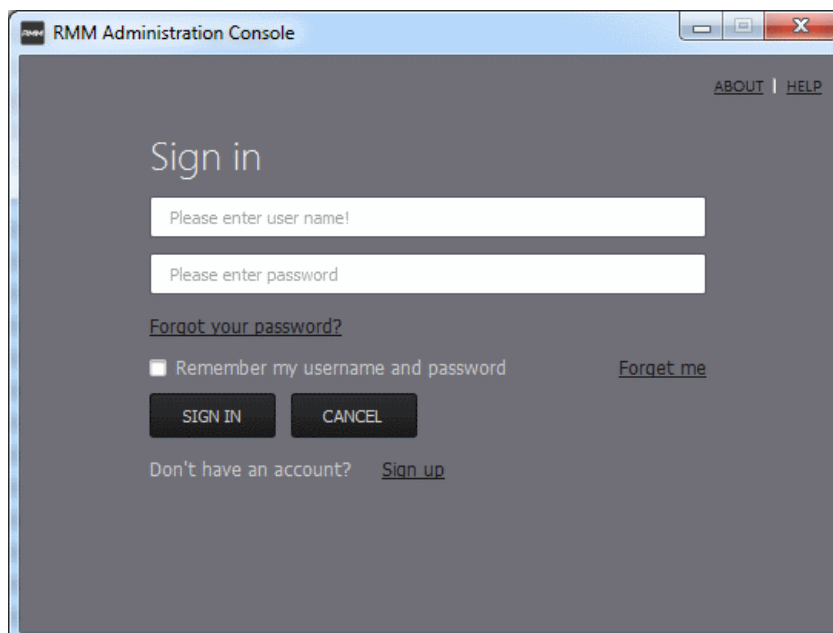 RMM RMM Administration Console
ABOUT | HELP
Sign in
Please enter user name!
Please enter password
Forgot your password?
Remember my username and password Forget me
SIGN IN CANCEL
Don't have an account? Sign up